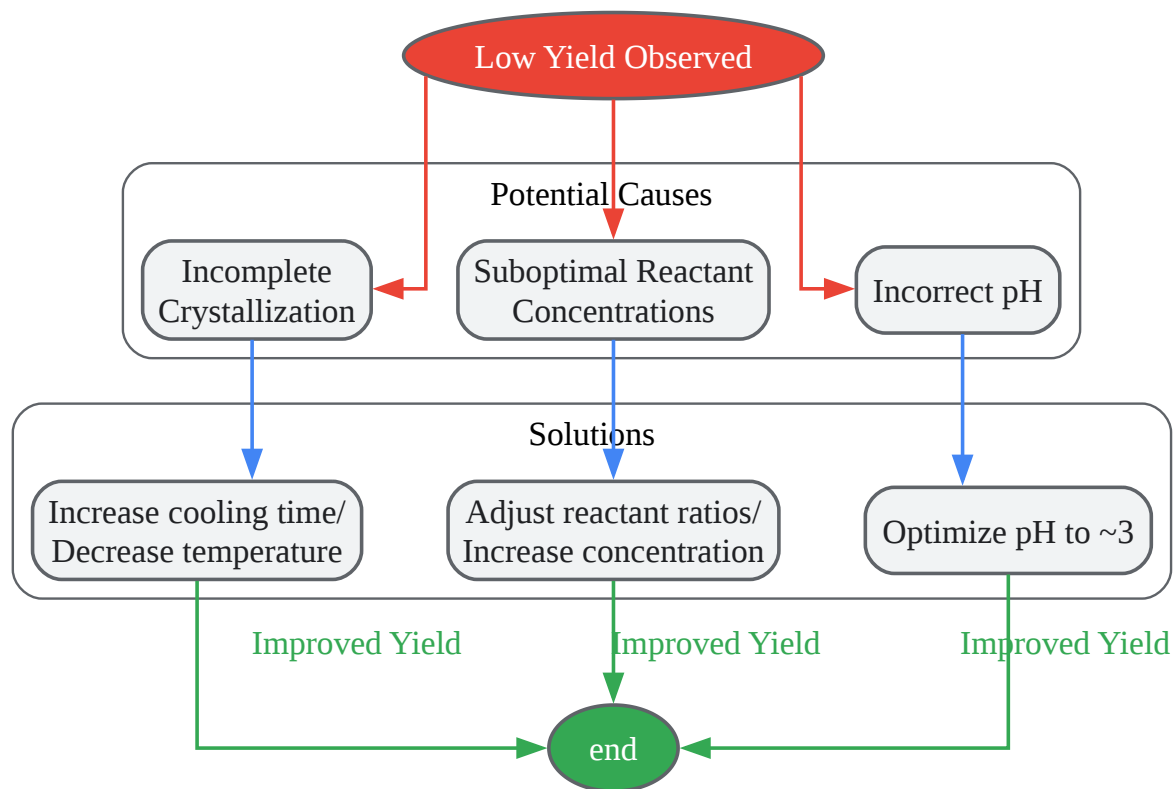 Low Yield Observed
Potential Causes
Incomplete
Crystallization
Suboptimal Reactant
Concentrations
Incorrect pH
Solutions
Increase cooling time/
Decrease temperature
Adjust reactant ratios/
Increase concentration
Optimize pH to ~3
Improved Yield
Improved Yield
Improved Yield
end